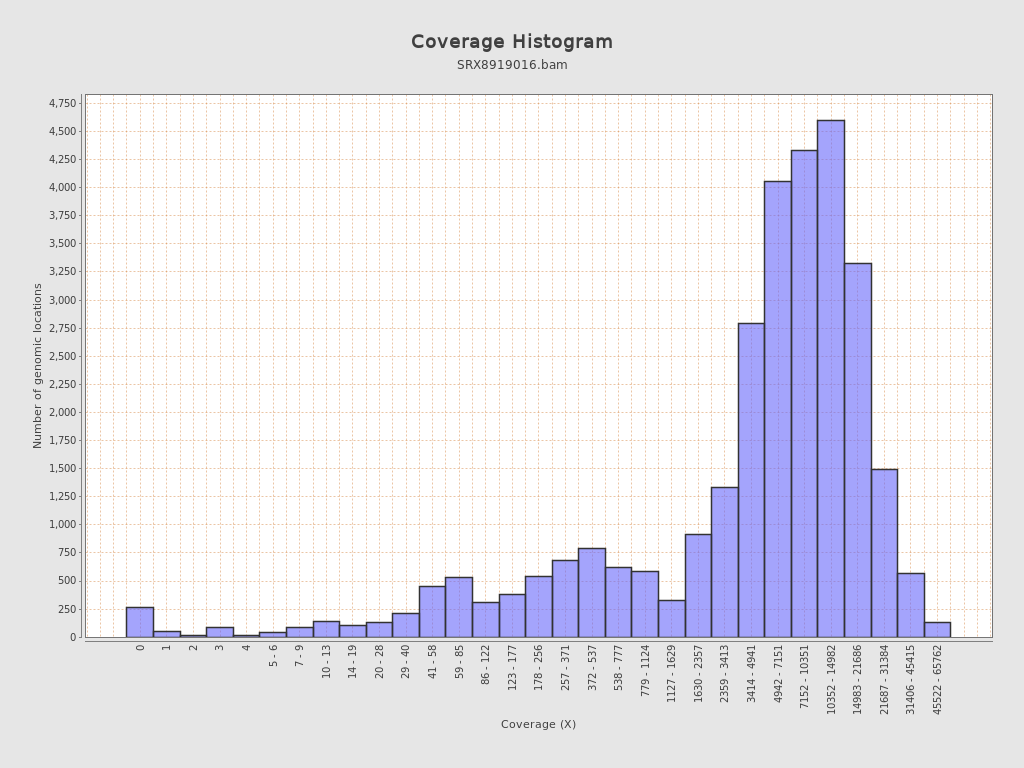 Coverage Histogram
SRX8919016.bam
Number of genomic locations
4,750
4,500
4,250
4,000
3,750
3,500
3,250
3,000
2,750
2,500
2,250
2,000
1,750
1,500
1,250
1,000
750
500
250
0
0
1
2
3
4
5 - 6
7 - 9
10 - 13
14 - 19
20 - 28
29 - 40
41 - 58
59 - 85
86 - 122
123 - 177
178 - 256
257 - 371
372 - 537
538 - 777
779 - 1124
1127 - 1629
1630 - 2357
2359 - 3413
3414 - 4941
4942 - 7151
7152 - 10351
10352 - 14982
14983 - 21686
21687 - 31384
31406 - 45415
45522 - 65762
Coverage (X)